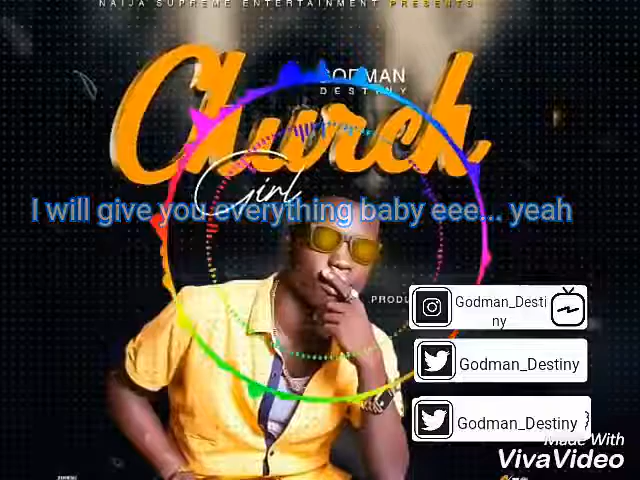 NAIJA SUPREME ENTERTAINMENT PRESENTS
GODMAN
DESTINY
Church
Girl
I will give you everything baby eee... yeah
Godman_Desti
ny
Godman_Destiny
Godman_Destiny
Made With
VivaVideo